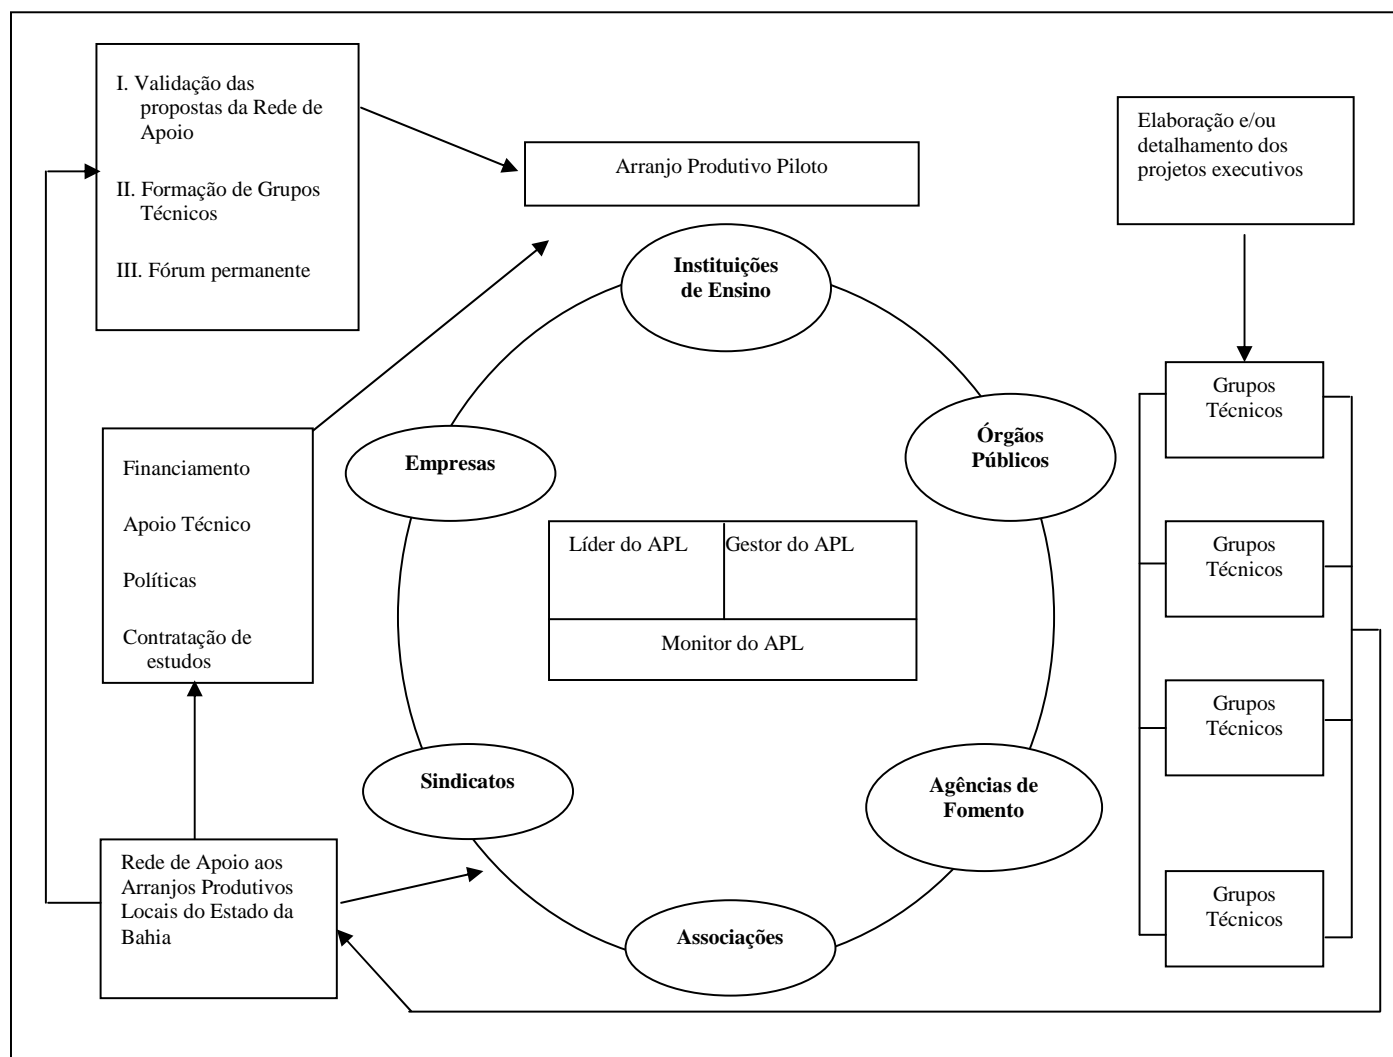 I. Validação das
propostas da Rede de
Apoio
II. Formação de Grupos
Técnicos
III. Fórum permanente
Arranjo Produtivo Piloto
Elaboração e/ou
detalhamento dos
projetos executivos
Instituições
de Ensino
Órgãos
Públicos
Empresas
Financiamento
Apoio Técnico
Políticas
Contratação de
estudos
Líder do APL
Gestor do APL
Monitor do APL
Grupos
Técnicos
Grupos
Técnicos
Grupos
Técnicos
Grupos
Técnicos
Sindicatos
Agências de
Fomento
Associações
Rede de Apoio aos
Arranjos Produtivos
Locais do Estado da
Bahia